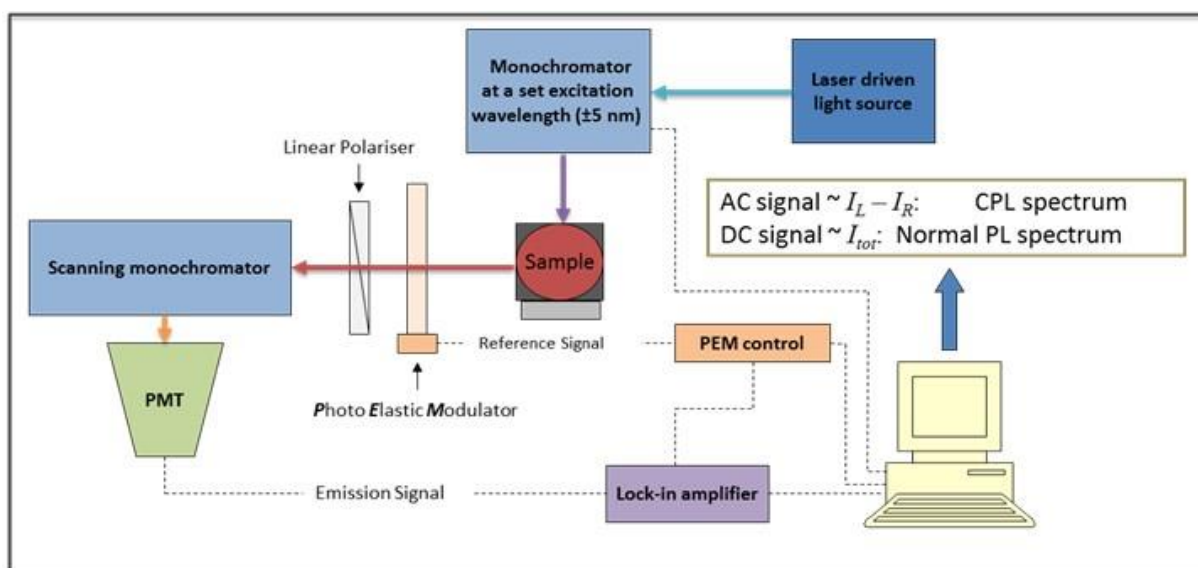 Monochromator
at a set excitation
wavelength (±5 nm)
Laser driven
light source
Linear Polariser
AC signal ~ I_L – I_R: CPL spectrum
DC signal ~ I_tot: Normal PL spectrum
Scanning monochromator
Sample
Reference Signal
PEM control
PMT
Photo Elastic Modulator
Emission Signal
Lock-in amplifier